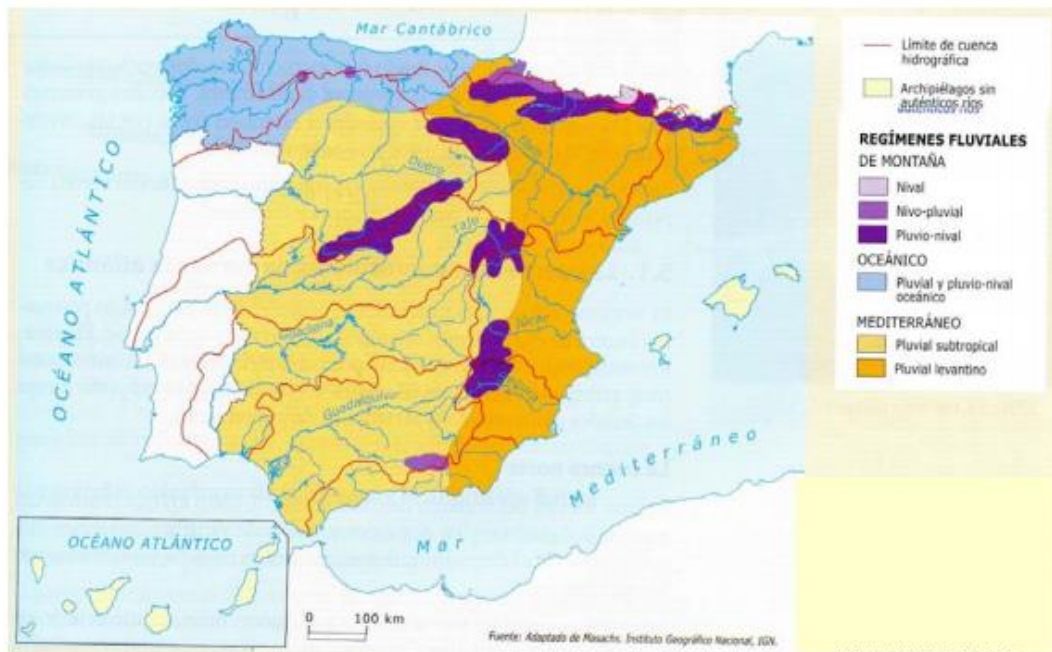 Mar Cantábrico
OCÉANO ATLÁNTICO
Duero
Ebro
Tajo
Guadiana
Júcar
Segura
Guadalquivir
Mar Mediterráneo
OCÉANO ATLÁNTICO
0 100 km
Fuente: Adaptado de Masachs. Instituto Geográfico Nacional, IGN.
Límite de cuenca
hidrográfica
Archipiélagos sin
auténticos ríos
REGÍMENES FLUVIALES
DE MONTAÑA
Nival
Nivo-pluvial
Pluvio-nival
OCEÁNICO
Pluvial y pluvio-nival
oceánico
MEDITERRÁNEO
Pluvial subtropical
Pluvial levantino